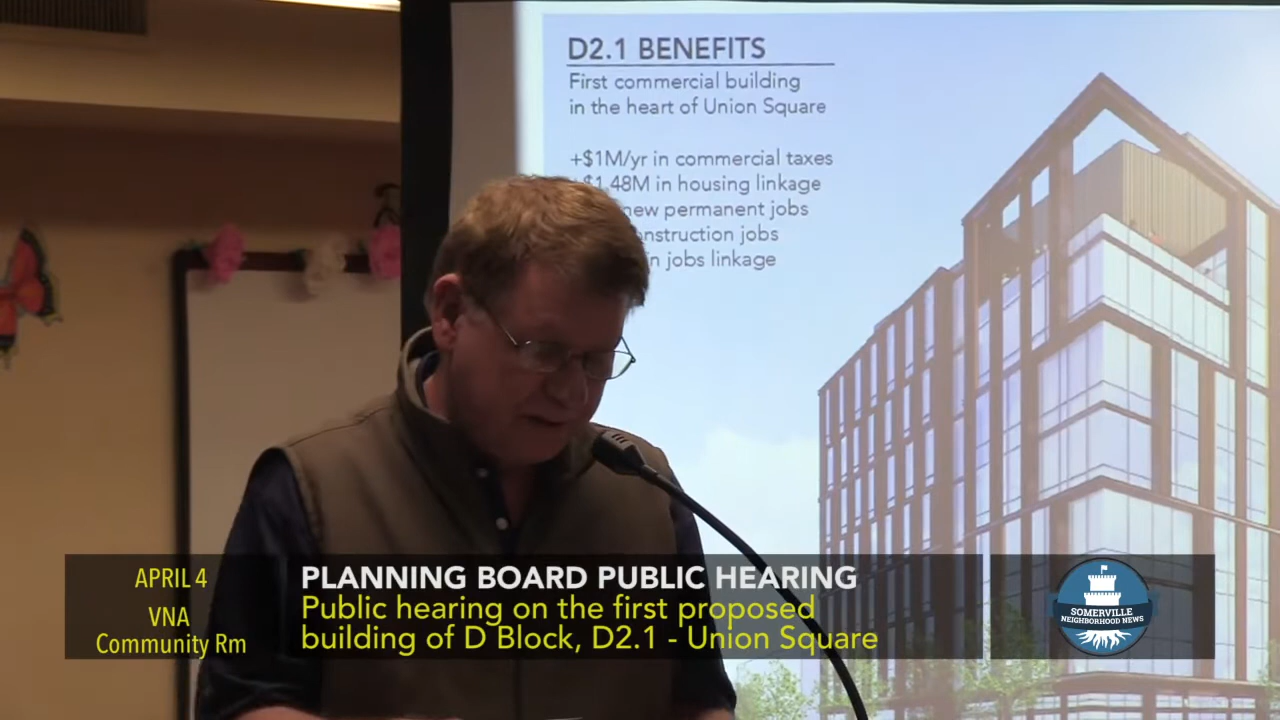 D2.1 BENEFITS
First commercial building
in the heart of Union Square
+$1M/yr in commercial taxes
$1.48M in housing linkage
new permanent jobs
jobs
jobs linkage
APRIL 4
VNA
Community Rm
PLANNING BOARD PUBLIC HEARING
Public hearing on the first proposed
building of D Block, D2.1 - Union Square
SOMERVILLE
NEIGHBORHOOD NEWS